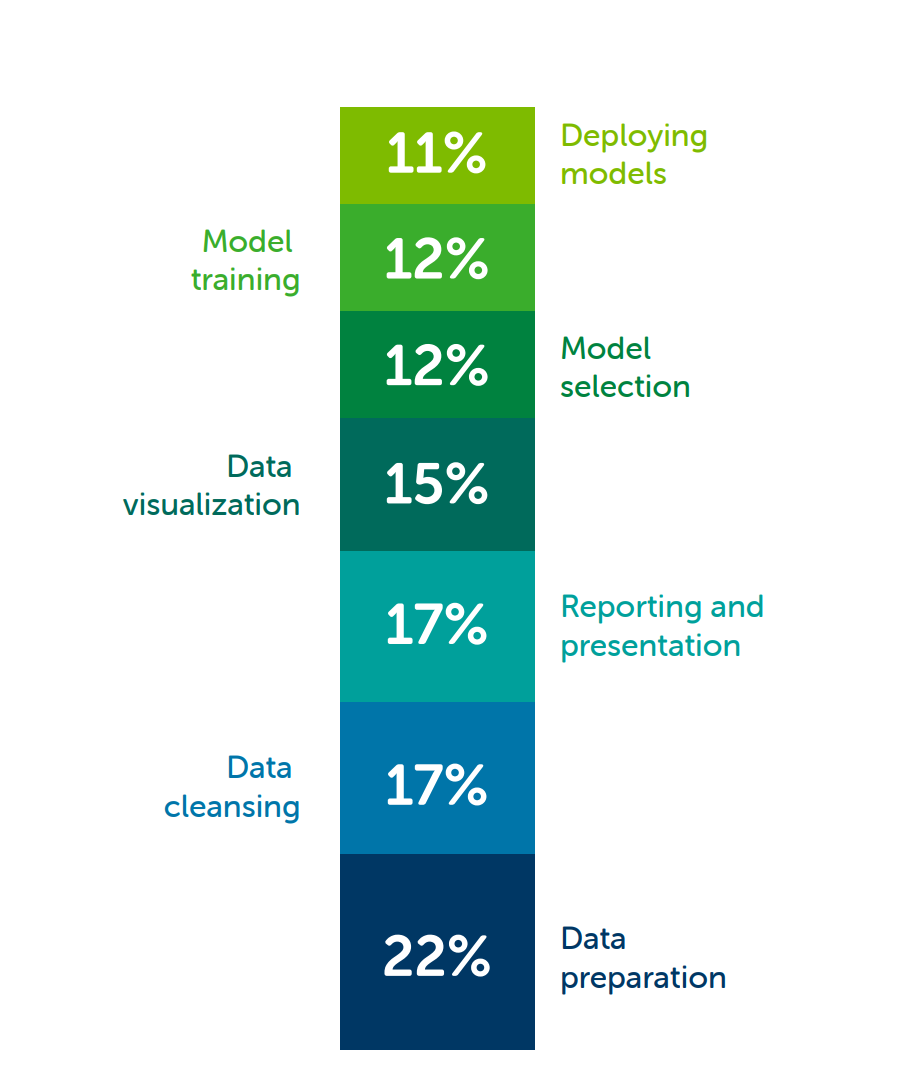 11%
Deploying
models
Model
training
12%
12%
Model
selection
Data
visualization
15%
17%
Reporting and
presentation
Data
cleansing
17%
22%
Data
preparation